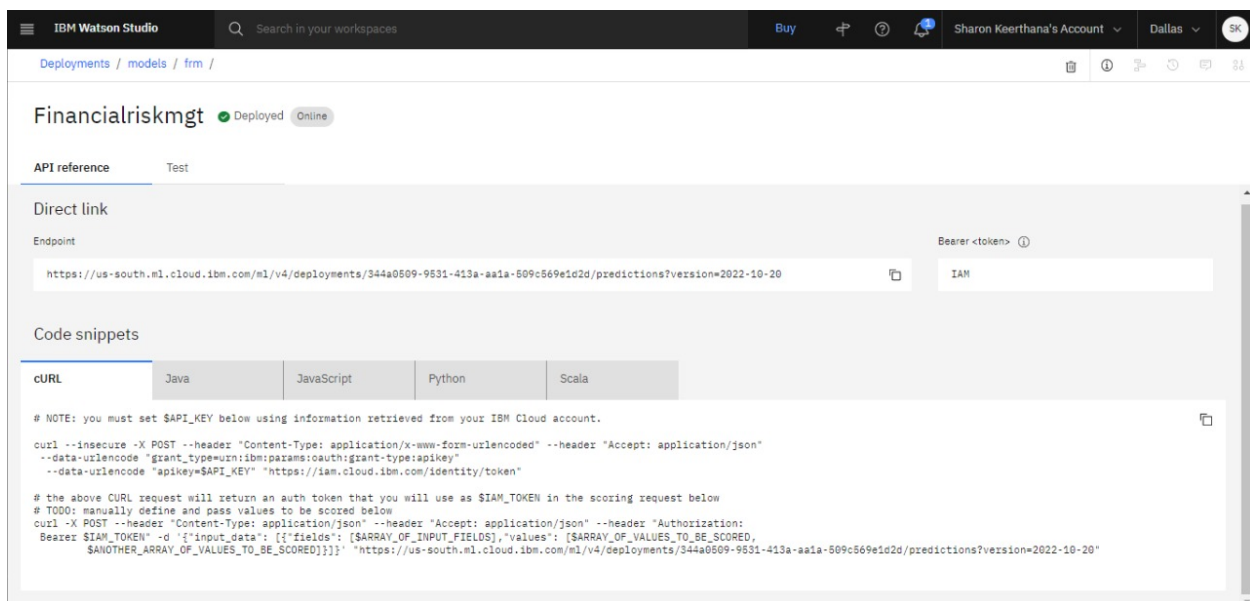 IBM Watson Studio
Search in your workspaces
Buy
1
Sharon Keerthana's Account
Dallas
SK
Deployments / models / frm /
Financialriskmgt
Deployed
Online
API reference
Test
Direct link
Endpoint
Bearer <token>
https://us-south.ml.cloud.ibm.com/ml/v4/deployments/344a0509-9531-413a-aa1a-509c569e1d2d/predictions?version=2022-10-20
IAM
Code snippets
cURL
Java
JavaScript
Python
Scala
# NOTE: you must set $API_KEY below using information retrieved from your IBM Cloud account.
curl --insecure -X POST --header "Content-Type: application/x-www-form-urlencoded" --header "Accept: application/json"
--data-urlencode "grant_type=urn:ibm:params:oauth:grant-type:apikey"
--data-urlencode "apikey=$API_KEY" "https://iam.cloud.ibm.com/identity/token"
# the above CURL request will return an auth token that you will use as $IAM_TOKEN in the scoring request below
# TODO: manually define and pass values to be scored below
curl -X POST --header "Content-Type: application/json" --header "Accept: application/json" --header "Authorization:
Bearer $IAM_TOKEN" -d '{"input_data": [{"fields": [$ARRAY_OF_INPUT_FIELDS],"values": [$ARRAY_OF_VALUES_TO_BE_SCORED,
$ANOTHER_ARRAY_OF_VALUES_TO_BE_SCORED]}]}' "https://us-south.ml.cloud.ibm.com/ml/v4/deployments/344a0509-9531-413a-aa1a-509c569e1d2d/predictions?version=2022-10-20"